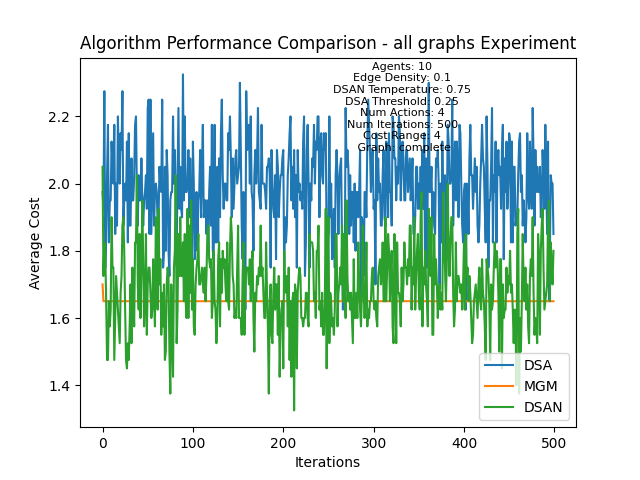 Algorithm Performance Comparison - all graphs Experiment
Agents: 10
Edge Density: 0.1
DSAN Temperature: 0.75
DSA Threshold: 0.25
Num Actions: 4
Num Iterations: 500
Cost Range: 4
Graph: complete
Average Cost
2.2
2.0
1.8
1.6
1.4
0
100
200
300
400
500
Iterations
DSA
MGM
DSAN